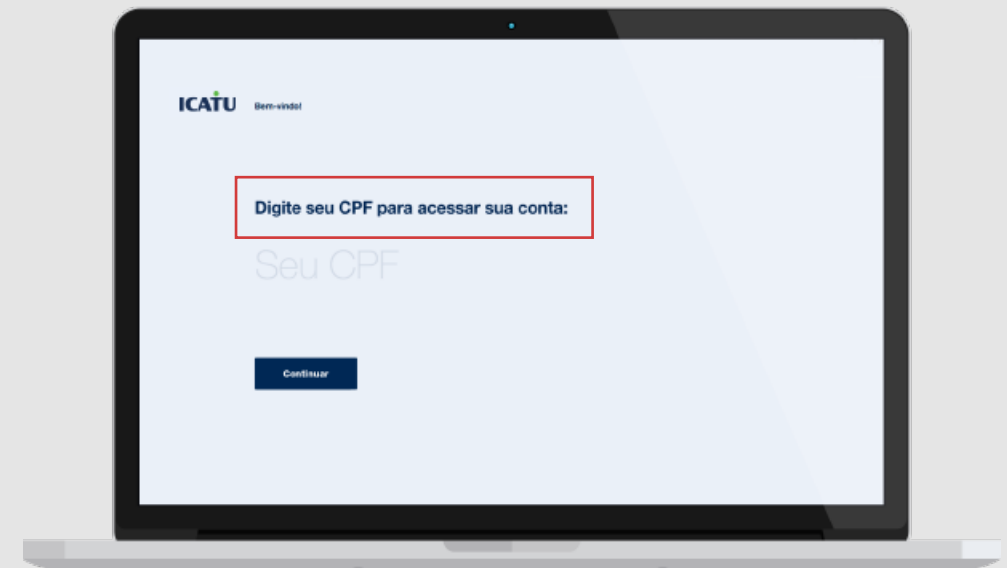 ICATU
Bem-vindo!
Digite seu CPF para acessar sua conta:
Seu CPF
Continuar